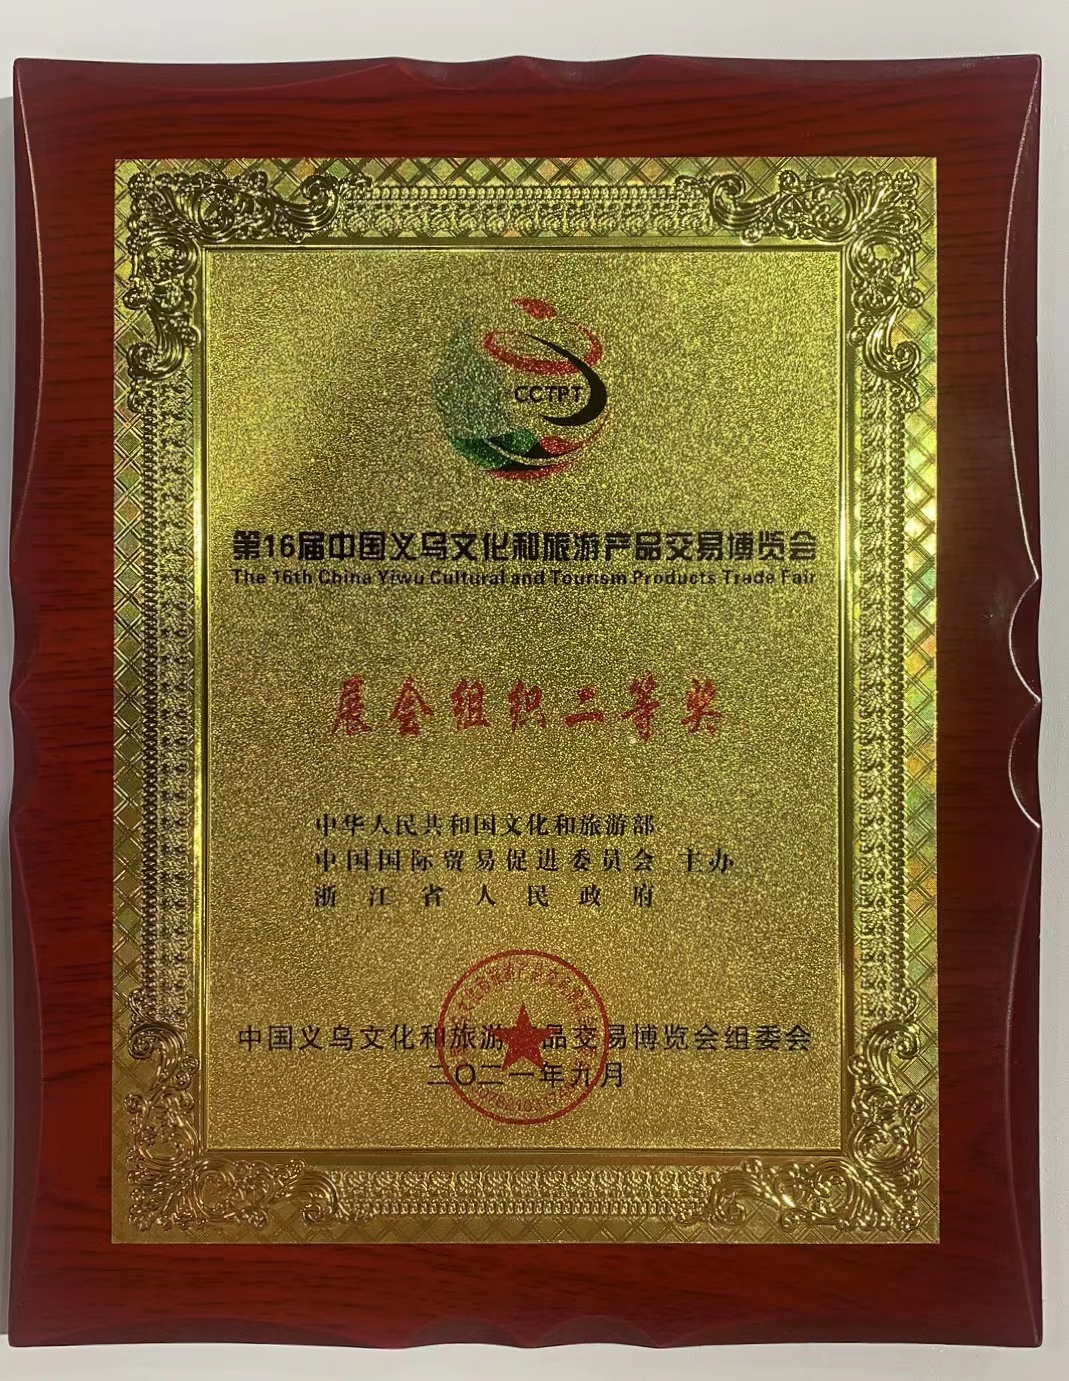 CCTPT
第16届中国义乌文化和旅游产品交易博览会
The 16th China Yiwu Cultural and Tourism Products Trade Fair
展会组织二等奖
中华人民共和国文化和旅游部
中国国际贸易促进委员会 主办
浙江省人民政府
中国义乌文化和旅游产品交易博览会组委会
二〇二一年九月